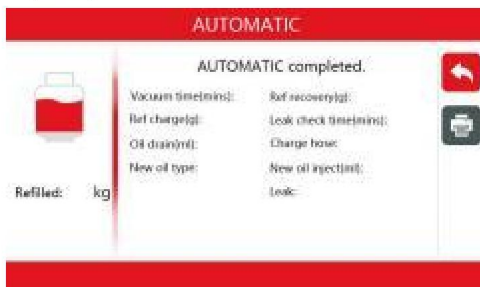 AUTOMATIC
AUTOMATIC completed.
Vacuum time(mins): Ref recovery(g):
Ref charge(g): Leak check time(mins):
Oil drain(ml): Charge hose:
New oil type: New oil inject(ml):
Leak:
Refilled: kg